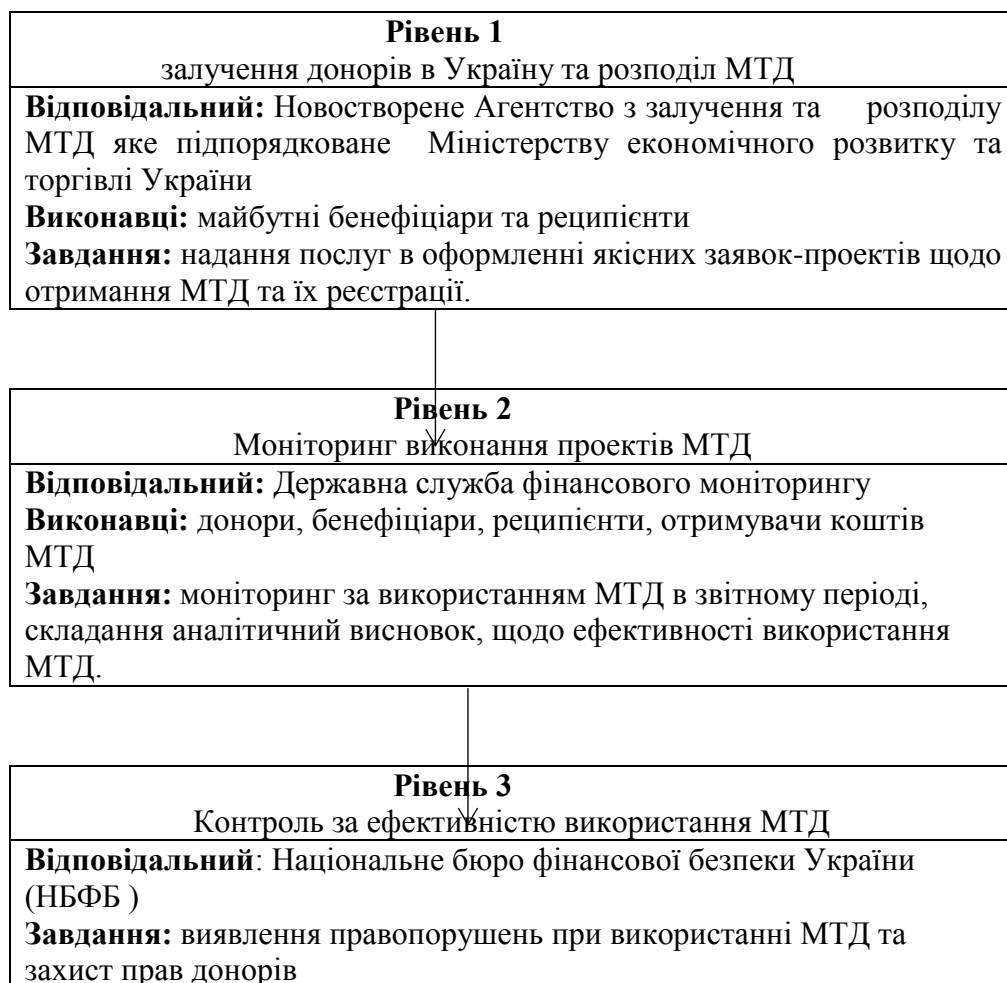 Рівень 1
залучення донорів в Україну та розподіл МТД
Відповідальний: Новостворене Агентство з залучення та розподілу
МТД яке підпорядковане Міністерству економічного розвитку та
торгівлі України
Виконавці: майбутні бенефіціари та реципієнти
Завдання: надання послуг в оформленні якісних заявок-проектів щодо
отримання МТД та їх реєстрації.
Рівень 2
Моніторинг виконання проектів МТД
Відповідальний: Державна служба фінансового моніторингу
Виконавці: донори, бенефіціари, реципієнти, отримувачи коштів
МТД
Завдання: моніторинг за використанням МТД в звітному періоді,
складання аналітичний висновок, щодо ефективності використання
МТД.
Рівень 3
Контроль за ефективністю використання МТД
Відповідальний: Національне бюро фінансової безпеки України
(НБФБ )
Завдання: виявлення правопорушень при використанні МТД та
захист прав донорів